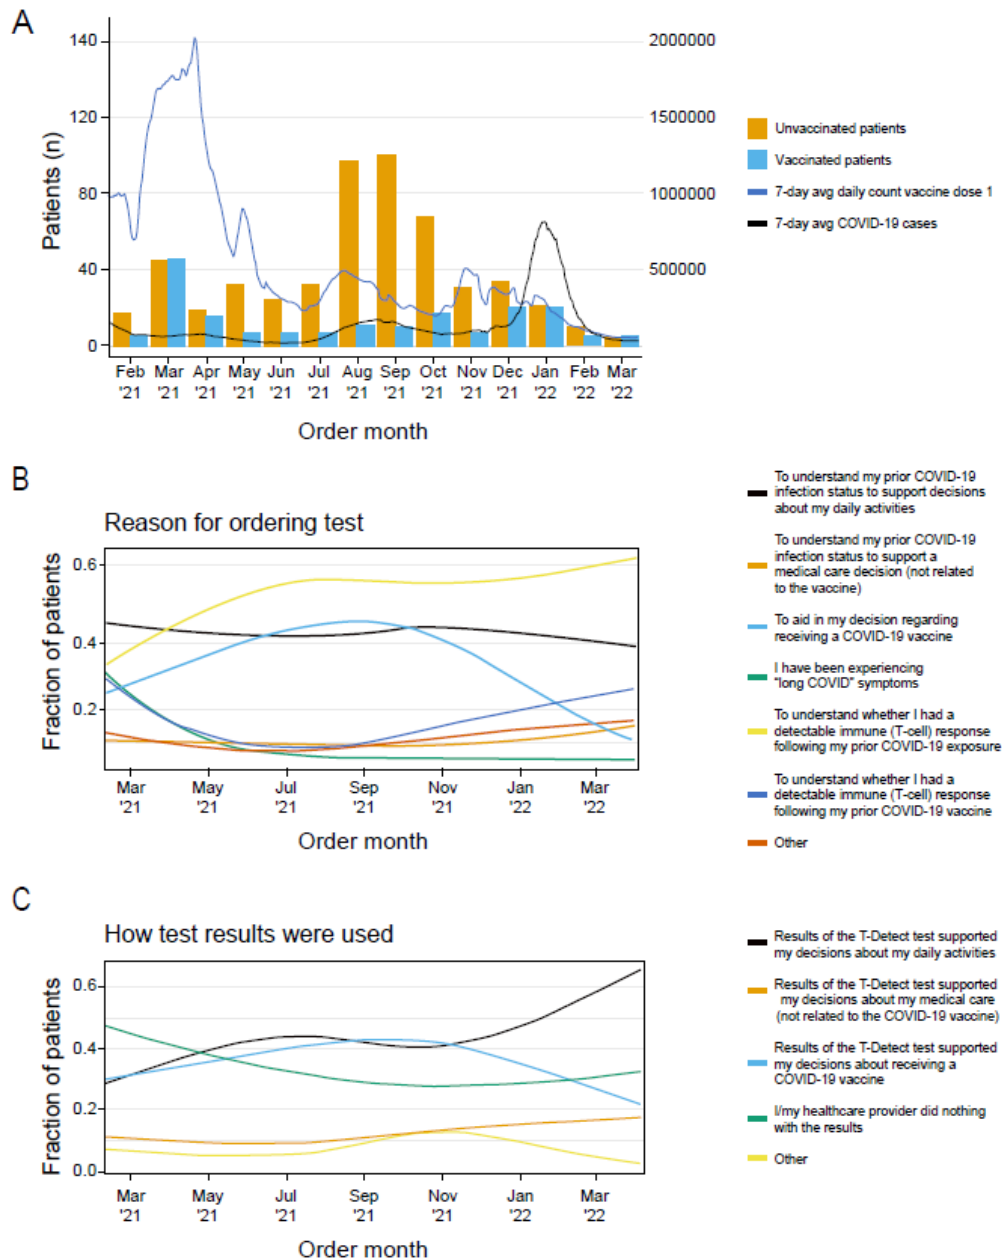 A
Patients (n)
140
120
80
40
0
2000000
1500000
1000000
500000
Feb '21
Mar '21
Apr '21
May '21
Jun '21
Jul '21
Aug '21
Sep '21
Oct '21
Nov '21
Dec '21
Jan '22
Feb '22
Mar '22
Order month
Unvaccinated patients
Vaccinated patients
7-day avg daily count vaccine dose 1
7-day avg COVID-19 cases
B
Reason for ordering test
Fraction of patients
0.6
0.4
0.2
Mar '21
May '21
Jul '21
Sep '21
Nov '21
Jan '22
Mar '22
Order month
To understand my prior COVID-19
infection status to support decisions
about my daily activities
To understand my prior COVID-19
infection status to support a
medical care decision (not related
to the vaccine)
To aid in my decision regarding
receiving a COVID-19 vaccine
I have been experiencing
"long COVID" symptoms
To understand whether I had a
detectable immune (T-cell) response
following my prior COVID-19 exposure
To understand whether I had a
detectable immune (T-cell) response
following my prior COVID-19 vaccine
Other
C
How test results were used
Fraction of patients
0.6
0.4
0.2
0.0
Mar '21
May '21
Jul '21
Sep '21
Nov '21
Jan '22
Mar '22
Order month
Results of the T-Detect test supported
my decisions about my daily activities
Results of the T-Detect test supported
my decisions about my medical care
(not related to the COVID-19 vaccine)
Results of the T-Detect test supported
my decisions about receiving a
COVID-19 vaccine
I/my healthcare provider did nothing
with the results
Other